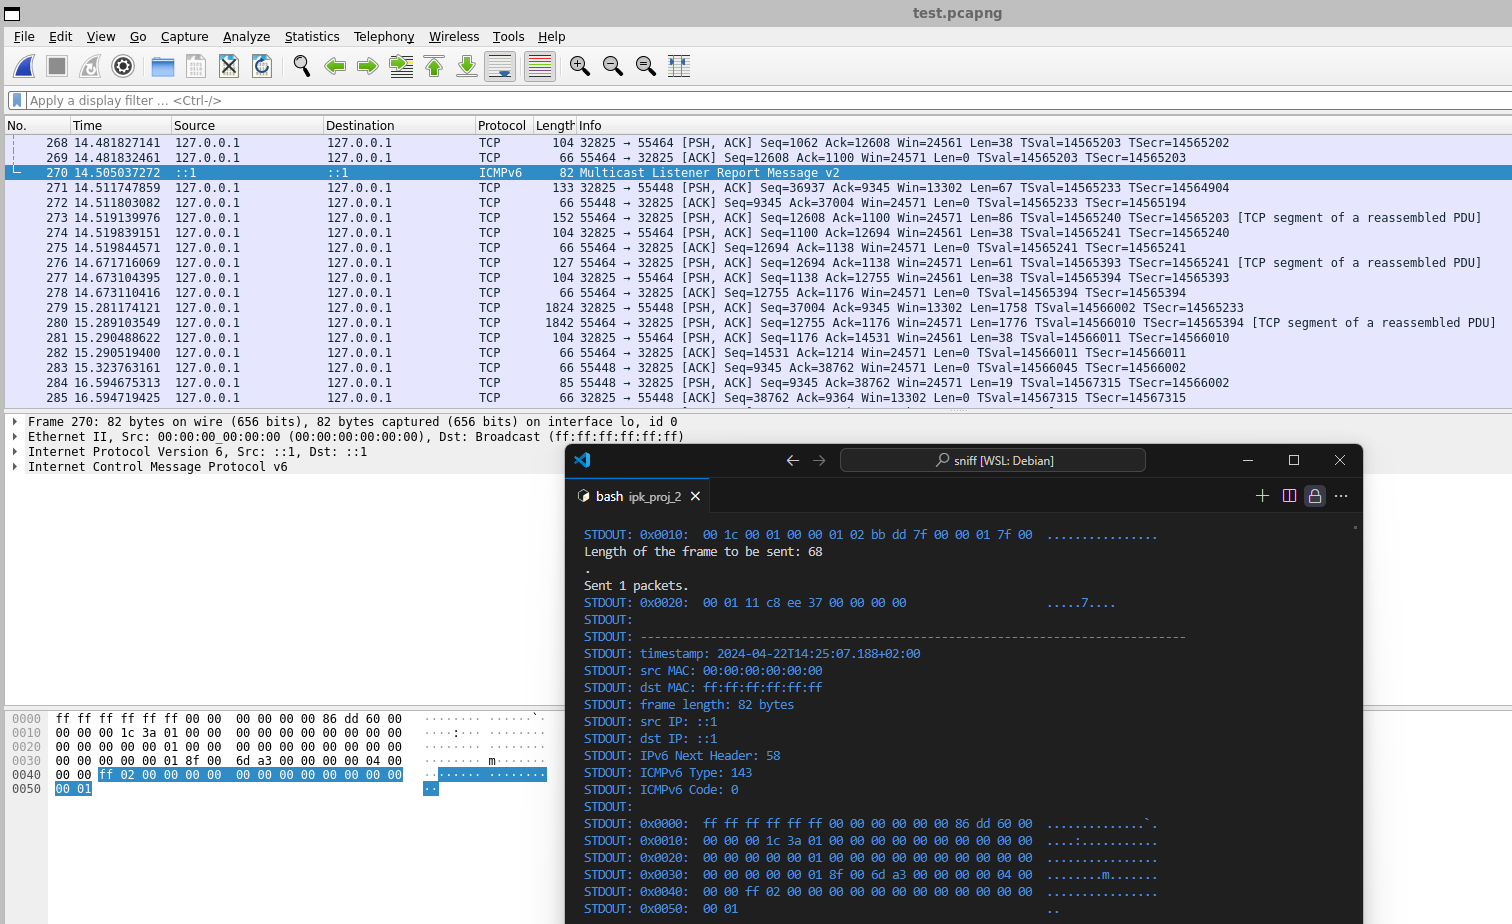 test.pcapng
File Edit View Go Capture Analyze Statistics Telephony Wireless Tools Help
Apply a display filter ... <Ctrl-/>
No. Time Source Destination Protocol Length Info
268 14.481827141 127.0.0.1 127.0.0.1 TCP 104 32825 → 55464 [PSH, ACK] Seq=1062 Ack=12608 Win=24561 Len=38 TSval=14565203 TSecr=14565202
269 14.481832461 127.0.0.1 127.0.0.1 TCP 66 55464 → 32825 [ACK] Seq=12608 Ack=1100 Win=24571 Len=0 TSval=14565203 TSecr=14565203
270 14.505037272 ::1 ::1 ICMPv6 82 Multicast Listener Report Message v2
271 14.511747859 127.0.0.1 127.0.0.1 TCP 133 32825 → 55448 [PSH, ACK] Seq=36937 Ack=9345 Win=13302 Len=67 TSval=14565233 TSecr=14564904
272 14.511803082 127.0.0.1 127.0.0.1 TCP 66 55448 → 32825 [ACK] Seq=9345 Ack=37004 Win=24571 Len=0 TSval=14565233 TSecr=14565194
273 14.519139976 127.0.0.1 127.0.0.1 TCP 152 55464 → 32825 [PSH, ACK] Seq=12608 Ack=1100 Win=24571 Len=86 TSval=14565240 TSecr=14565203 [TCP segment of a reassembled PDU]
274 14.519839151 127.0.0.1 127.0.0.1 TCP 104 32825 → 55464 [PSH, ACK] Seq=1100 Ack=12694 Win=24561 Len=38 TSval=14565241 TSecr=14565240
275 14.519844571 127.0.0.1 127.0.0.1 TCP 66 55464 → 32825 [ACK] Seq=12694 Ack=1138 Win=24571 Len=0 TSval=14565241 TSecr=14565241
276 14.671716069 127.0.0.1 127.0.0.1 TCP 127 55464 → 32825 [PSH, ACK] Seq=12694 Ack=1138 Win=24571 Len=61 TSval=14565393 TSecr=14565241 [TCP segment of a reassembled PDU]
277 14.673104395 127.0.0.1 127.0.0.1 TCP 104 32825 → 55464 [PSH, ACK] Seq=1138 Ack=12755 Win=24561 Len=38 TSval=14565394 TSecr=14565393
278 14.673110416 127.0.0.1 127.0.0.1 TCP 66 55464 → 32825 [ACK] Seq=12755 Ack=1176 Win=24571 Len=0 TSval=14565394 TSecr=14565394
279 15.281174121 127.0.0.1 127.0.0.1 TCP 1824 32825 → 55448 [PSH, ACK] Seq=37004 Ack=9345 Win=13302 Len=1758 TSval=14566002 TSecr=14565233
280 15.289103549 127.0.0.1 127.0.0.1 TCP 1842 55464 → 32825 [PSH, ACK] Seq=12755 Ack=1176 Win=24571 Len=1776 TSval=14566010 TSecr=14565394 [TCP segment of a reassembled PDU]
281 15.290488622 127.0.0.1 127.0.0.1 TCP 104 32825 → 55464 [PSH, ACK] Seq=1176 Ack=14531 Win=24561 Len=38 TSval=14566011 TSecr=14566010
282 15.290519400 127.0.0.1 127.0.0.1 TCP 66 55464 → 32825 [ACK] Seq=14531 Ack=1214 Win=24571 Len=0 TSval=14566011 TSecr=14566011
283 15.323763161 127.0.0.1 127.0.0.1 TCP 66 55448 → 32825 [ACK] Seq=9345 Ack=38762 Win=24571 Len=0 TSval=14566045 TSecr=14566002
284 16.594675313 127.0.0.1 127.0.0.1 TCP 85 55448 → 32825 [PSH, ACK] Seq=9345 Ack=38762 Win=24571 Len=19 TSval=14567315 TSecr=14566002
285 16.594719425 127.0.0.1 127.0.0.1 TCP 66 32825 → 55448 [ACK] Seq=38762 Ack=9364 Win=13302 Len=0 TSval=14567315 TSecr=14567315
Frame 270: 82 bytes on wire (656 bits), 82 bytes captured (656 bits) on interface lo, id 0
Ethernet II, Src: 00:00:00_00:00:00 (00:00:00:00:00:00), Dst: Broadcast (ff:ff:ff:ff:ff:ff)
Internet Protocol Version 6, Src: ::1, Dst: ::1
Internet Control Message Protocol v6
0000 ff ff ff ff ff ff 00 00 00 00 00 00 86 dd 60 00 ········ ······`·
0010 00 00 00 1c 3a 01 00 00 00 00 00 00 00 00 00 00 ····:··· ········
0020 00 00 00 00 00 01 00 00 00 00 00 00 00 00 00 00 ········ ········
0030 00 00 00 00 00 01 8f 00 6d a3 00 00 00 00 04 00 ········ m·······
0040 00 00 ff 02 00 00 00 00 00 00 00 00 00 00 00 00 ········ ········
0050 00 01 ··
sniff [WSL: Debian]
bash ipk_proj_2
STDOUT: 0x0010: 00 1c 00 01 00 00 01 02 bb dd 7f 00 00 01 7f 00 ................
Length of the frame to be sent: 68
.
Sent 1 packets.
STDOUT: 0x0020: 00 01 11 c8 ee 37 00 00 00 00 .....7....
STDOUT:
STDOUT: ------------------------------------------------------------------------------
STDOUT: timestamp: 2024-04-22T14:25:07.188+02:00
STDOUT: src MAC: 00:00:00:00:00:00
STDOUT: dst MAC: ff:ff:ff:ff:ff:ff
STDOUT: frame length: 82 bytes
STDOUT: src IP: ::1
STDOUT: dst IP: ::1
STDOUT: IPv6 Next Header: 58
STDOUT: ICMPv6 Type: 143
STDOUT: ICMPv6 Code: 0
STDOUT:
STDOUT: 0x0000: ff ff ff ff ff ff 00 00 00 00 00 00 86 dd 60 00 ..............`.
STDOUT: 0x0010: 00 00 00 1c 3a 01 00 00 00 00 00 00 00 00 00 00 ....:...........
STDOUT: 0x0020: 00 00 00 00 00 01 00 00 00 00 00 00 00 00 00 00 ................
STDOUT: 0x0030: 00 00 00 00 00 01 8f 00 6d a3 00 00 00 00 04 00 ........m.......
STDOUT: 0x0040: 00 00 ff 02 00 00 00 00 00 00 00 00 00 00 00 00 ................
STDOUT: 0x0050: 00 01 ..